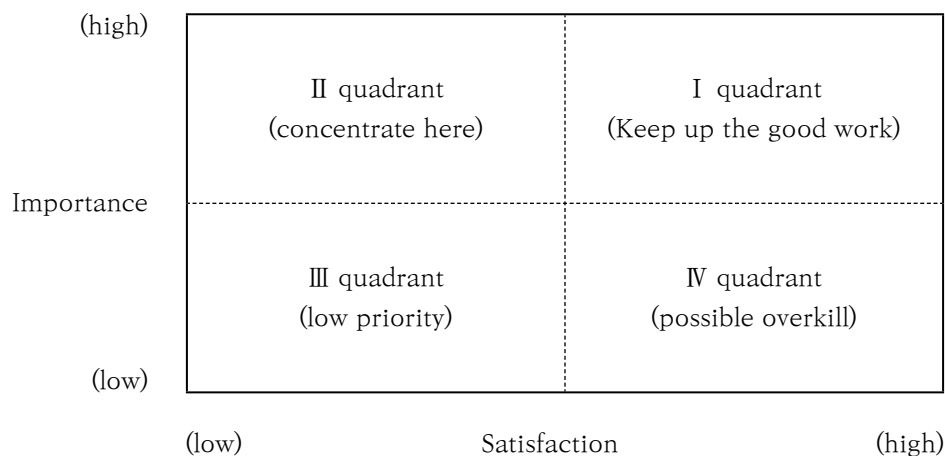 (high)
Ⅱ quadrant
(concentrate here)
Ⅰ quadrant
(Keep up the good work)
Importance
Ⅲ quadrant
(low priority)
Ⅳ quadrant
(possible overkill)
(low)
(low)
Satisfaction
(high)